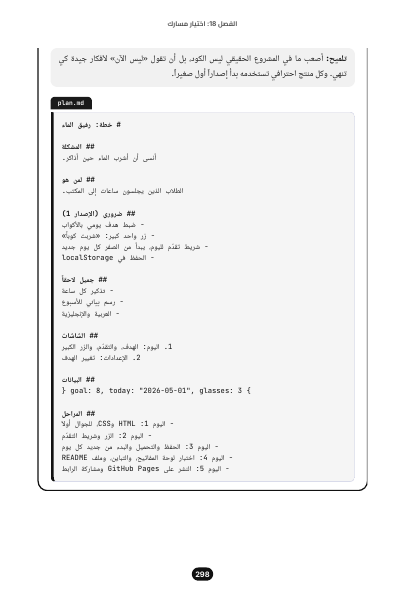 الفصل 18: اختيار مسارك
تلميح: أصعب ما في المشروع الحقيقي ليس الكود، بل أن تقول «ليس الآن» لأفكار جيدة كي
تنهي. وكل منتج احترافي تستخدمه بدأ إصداراً أول صغيراً.
plan.md
# خطة: رفيق الماء
## المشكلة
أنسى أن أشرب الماء حين أذاكر.
## لمن هو
الطلاب الذين يجلسون ساعات إلى المكتب.
## ضروري (الإصدار 1)
- ضبط هدف يومي بالأكواب
- زر واحد كبير: «شربت كوباً»
- شريط تقدّم لليوم، يبدأ من الصفر كل يوم جديد
- الحفظ في localStorage
## جميل لاحقاً
- تذكير كل ساعة
- رسم بياني للأسبوع
- العربية والإنجليزية
## الشاشات
1. اليوم: الهدف، والتقدّم، والزر الكبير
2. الإعدادات: تغيير الهدف
## البيانات
{ goal: 8, today: "2026-05-01", glasses: 3 }
## المراحل
- اليوم 1: HTML وCSS، للجوال أولاً
- اليوم 2: الزر وشريط التقدّم
- اليوم 3: الحفظ والتحميل والبدء من جديد كل يوم
- اليوم 4: اختبار لوحة المفاتيح، والتباين، وملف README
- اليوم 5: النشر على GitHub Pages ومشاركة الرابط
298